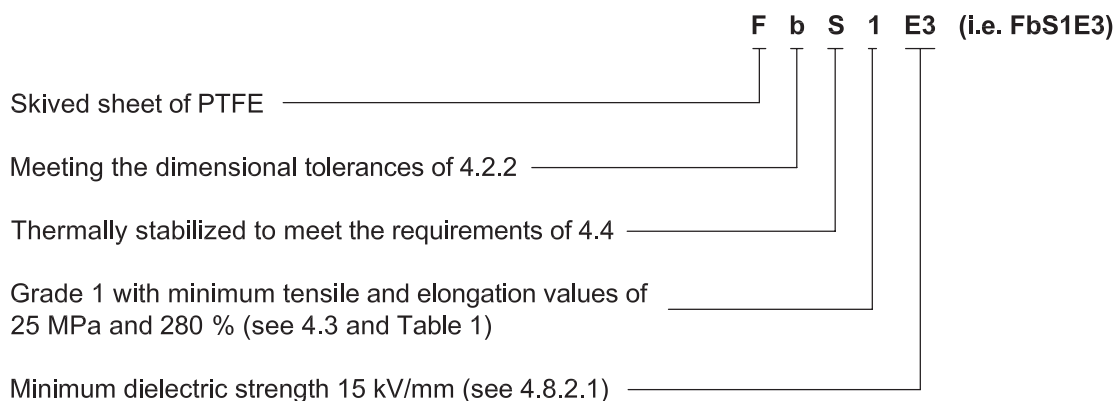 F b S 1 E3 (i.e. FbS1E3)
Skived sheet of PTFE
Meeting the dimensional tolerances of 4.2.2
Thermally stabilized to meet the requirements of 4.4
Grade 1 with minimum tensile and elongation values of
25 MPa and 280 % (see 4.3 and Table 1)
Minimum dielectric strength 15 kV/mm (see 4.8.2.1)